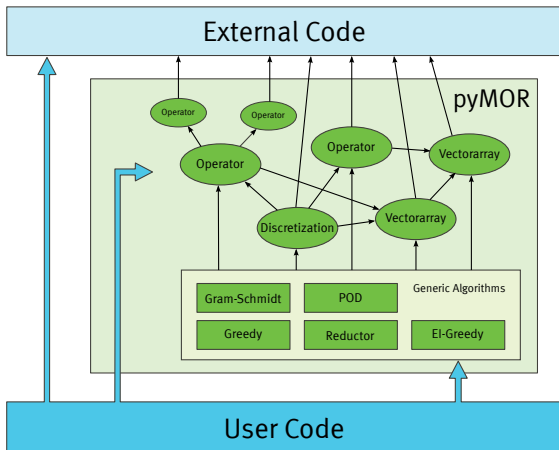 External Code
pyMOR
Operator
Operator
Operator
Operator
Vectorarray
Discretization
Vectorarray
Generic Algorithms
Gram-Schmidt
POD
Greedy
Reductor
EI-Greedy
User Code